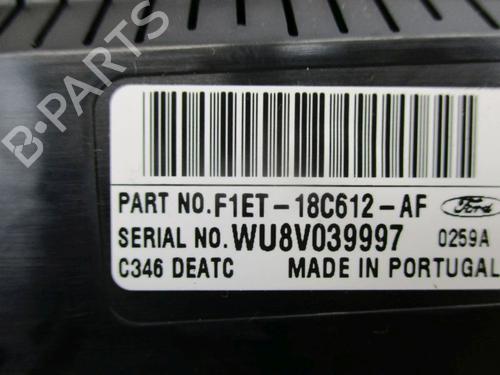 B-PARTS
PART NO. F1ET-18C612-AF Ford
SERIAL NO. WU8V039997 0259A
C346 DEATC MADE IN PORTUGAL